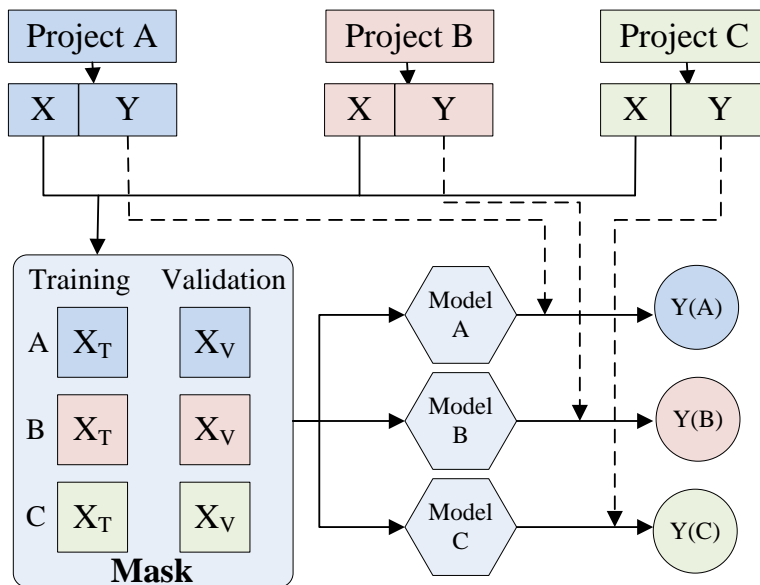 Project A
Project B
Project C
X Y
X Y
X Y
Training Validation
A X_T X_V
B X_T X_V
C X_T X_V
Mask
Model
A
Model
B
Model
C
Y(A)
Y(B)
Y(C)